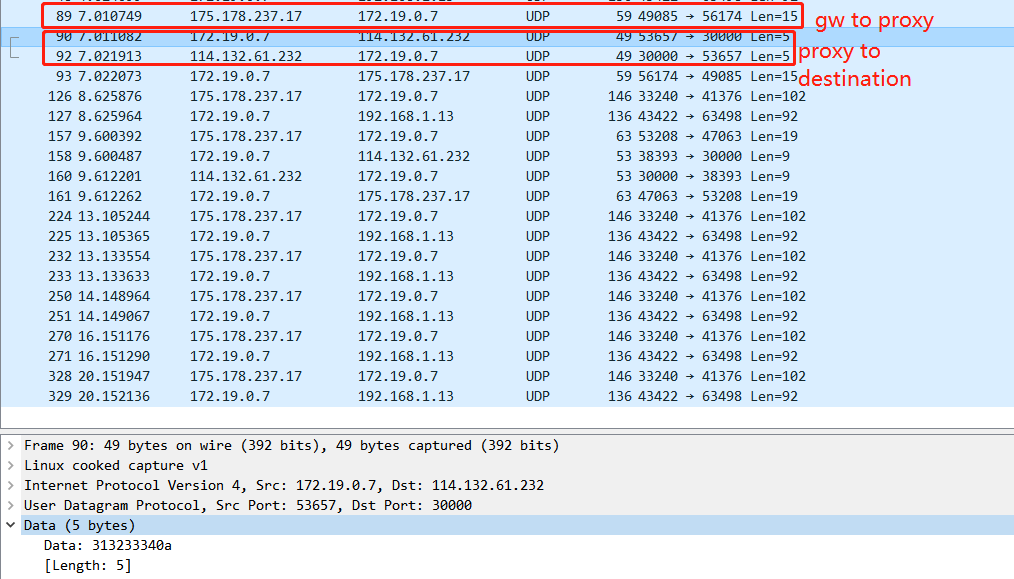 89 7.010749 175.178.237.17 172.19.0.7 UDP 59 49085 → 56174 Len=15
gw to proxy
90 7.011082 172.19.0.7 114.132.61.232 UDP 49 53657 → 30000 Len=5
92 7.021913 114.132.61.232 172.19.0.7 UDP 49 30000 → 53657 Len=5
proxy to
destination
93 7.022073 172.19.0.7 175.178.237.17 UDP 59 56174 → 49085 Len=15
126 8.625876 175.178.237.17 172.19.0.7 UDP 146 33240 → 41376 Len=102
127 8.625964 172.19.0.7 192.168.1.13 UDP 136 43422 → 63498 Len=92
157 9.600392 175.178.237.17 172.19.0.7 UDP 63 53208 → 47063 Len=19
158 9.600487 172.19.0.7 114.132.61.232 UDP 53 38393 → 30000 Len=9
160 9.612201 114.132.61.232 172.19.0.7 UDP 53 30000 → 38393 Len=9
161 9.612262 172.19.0.7 175.178.237.17 UDP 63 47063 → 53208 Len=19
224 13.105244 175.178.237.17 172.19.0.7 UDP 146 33240 → 41376 Len=102
225 13.105365 172.19.0.7 192.168.1.13 UDP 136 43422 → 63498 Len=92
232 13.133554 175.178.237.17 172.19.0.7 UDP 146 33240 → 41376 Len=102
233 13.133633 172.19.0.7 192.168.1.13 UDP 136 43422 → 63498 Len=92
250 14.148964 175.178.237.17 172.19.0.7 UDP 146 33240 → 41376 Len=102
251 14.149067 172.19.0.7 192.168.1.13 UDP 136 43422 → 63498 Len=92
270 16.151176 175.178.237.17 172.19.0.7 UDP 146 33240 → 41376 Len=102
271 16.151290 172.19.0.7 192.168.1.13 UDP 136 43422 → 63498 Len=92
328 20.151947 175.178.237.17 172.19.0.7 UDP 146 33240 → 41376 Len=102
329 20.152136 172.19.0.7 192.168.1.13 UDP 136 43422 → 63498 Len=92
Frame 90: 49 bytes on wire (392 bits), 49 bytes captured (392 bits)
Linux cooked capture v1
Internet Protocol Version 4, Src: 172.19.0.7, Dst: 114.132.61.232
User Datagram Protocol, Src Port: 53657, Dst Port: 30000
Data (5 bytes)
Data: 313233340a
[Length: 5]